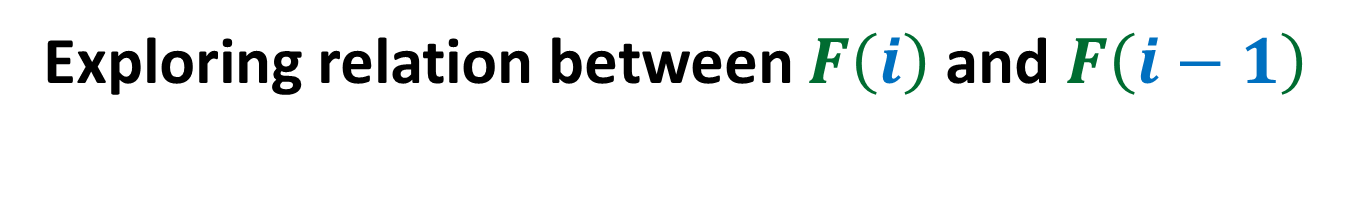 Exploring relation between F(i) and F(i − 1)